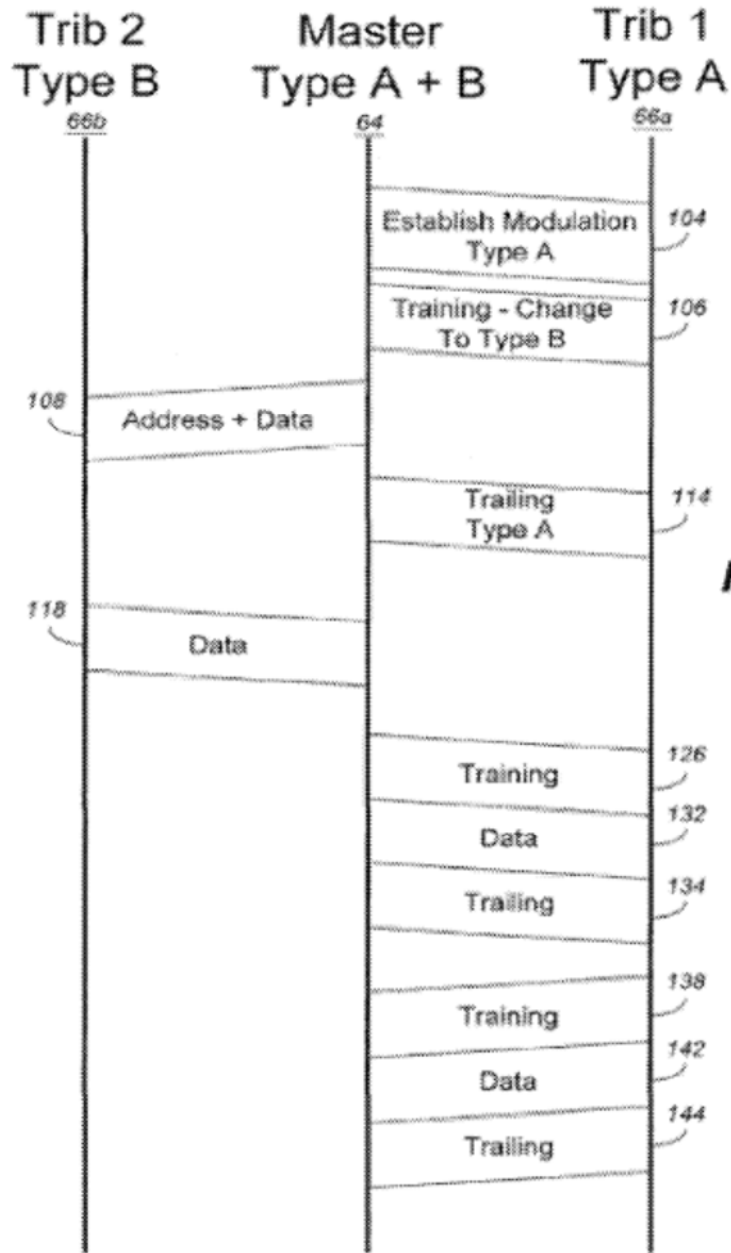 Trib 2
Type B
66b
Master
Type A + B
64
Trib 1
Type A
66a
Establish Modulation
Type A
104
Training - Change
To Type B
106
108
Address + Data
Trailing
Type A
114
118
Data
Training
126
Data
132
Trailing
134
Training
138
Data
142
Trailing
144